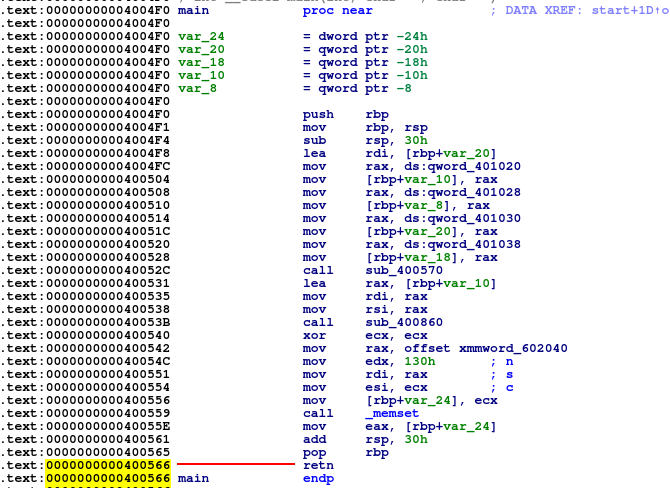 .text:00000000004004F0 main proc near ; DATA XREF: start+1D↑o
.text:00000000004004F0
.text:00000000004004F0 var_24 = dword ptr -24h
.text:00000000004004F0 var_20 = qword ptr -20h
.text:00000000004004F0 var_18 = qword ptr -18h
.text:00000000004004F0 var_10 = qword ptr -10h
.text:00000000004004F0 var_8 = qword ptr -8
.text:00000000004004F0
.text:00000000004004F0 push rbp
.text:00000000004004F1 mov rbp, rsp
.text:00000000004004F4 sub rsp, 30h
.text:00000000004004F8 lea rdi, [rbp+var_20]
.text:00000000004004FC mov rax, ds:qword_401020
.text:0000000000400504 mov [rbp+var_10], rax
.text:0000000000400508 mov rax, ds:qword_401028
.text:0000000000400510 mov [rbp+var_8], rax
.text:0000000000400514 mov rax, ds:qword_401030
.text:000000000040051C mov [rbp+var_20], rax
.text:0000000000400520 mov rax, ds:qword_401038
.text:0000000000400528 mov [rbp+var_18], rax
.text:000000000040052C call sub_400570
.text:0000000000400531 lea rax, [rbp+var_10]
.text:0000000000400535 mov rdi, rax
.text:0000000000400538 mov rsi, rax
.text:000000000040053B call sub_400860
.text:0000000000400540 xor ecx, ecx
.text:0000000000400542 mov rax, offset xmmword_602040
.text:000000000040054C mov edx, 130h ; n
.text:0000000000400551 mov rdi, rax ; s
.text:0000000000400554 mov esi, ecx ; c
.text:0000000000400556 mov [rbp+var_24], ecx
.text:0000000000400559 call _memset
.text:000000000040055E mov eax, [rbp+var_24]
.text:0000000000400561 add rsp, 30h
.text:0000000000400565 pop rbp
.text:0000000000400566 retn
.text:0000000000400566 main endp